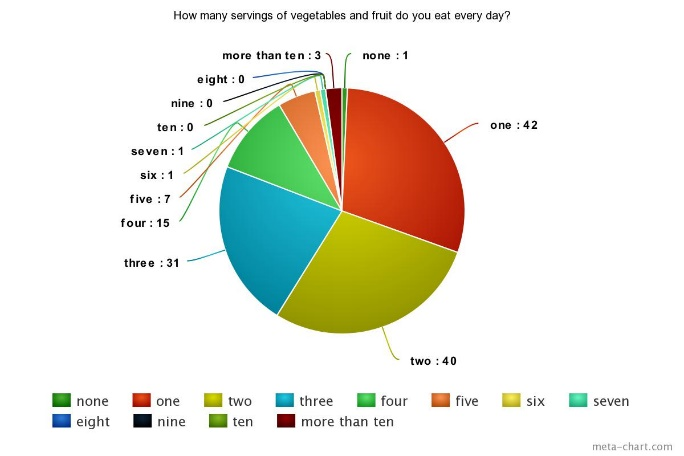 How many servings of vegetables and fruit do you eat every day?
more than ten : 3
none : 1
eight : 0
nine : 0
one : 42
ten : 0
seven : 1
six : 1
five : 7
four : 15
three : 31
two : 40
none one two three four five six seven
eight nine ten more than ten
meta-chart.com